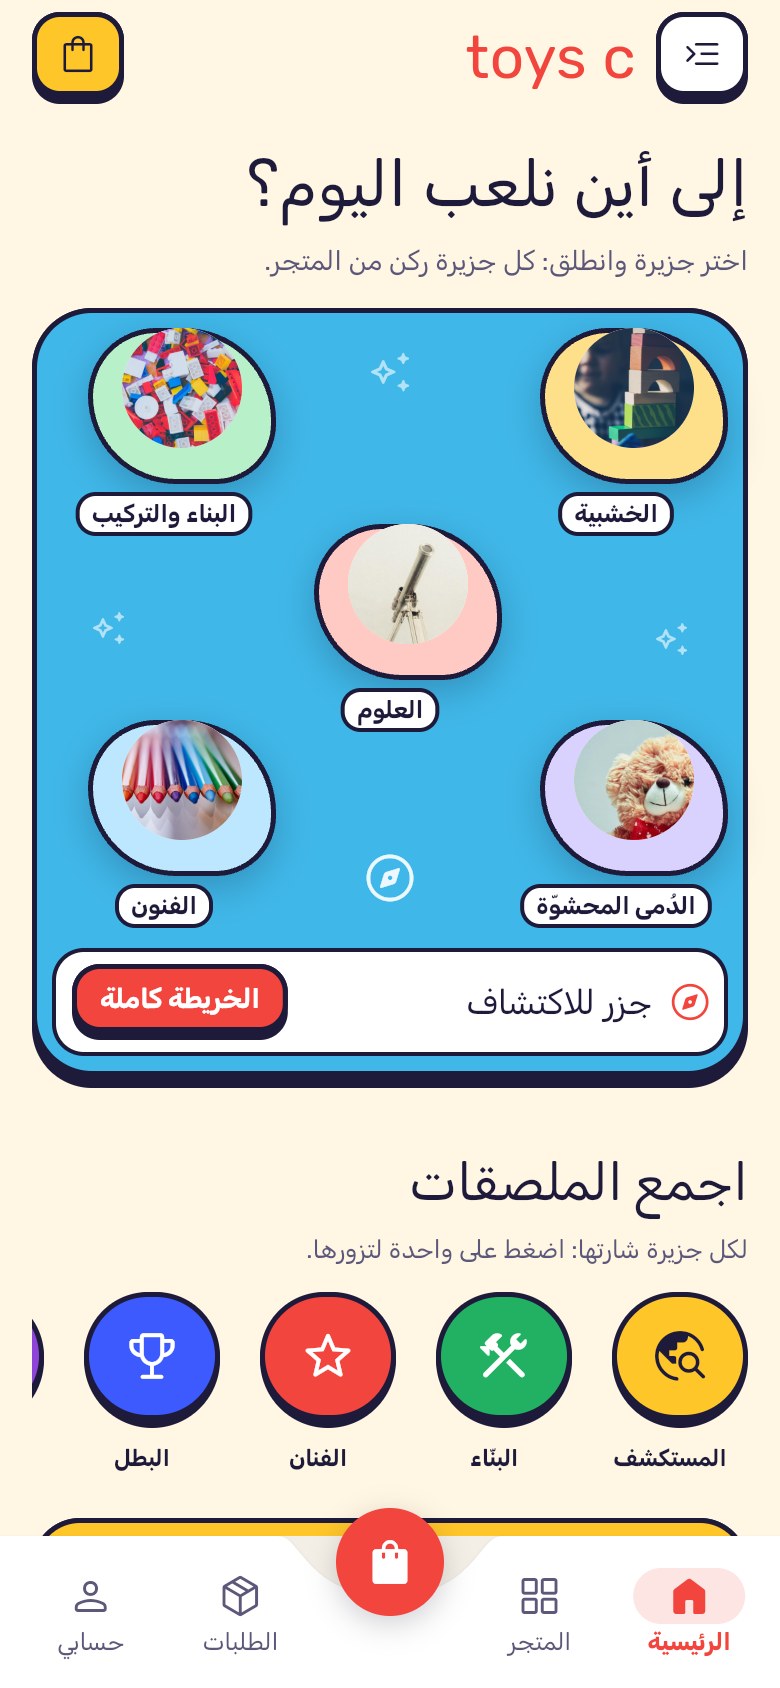 toys c
إلى أين نلعب اليوم؟
اختر جزيرة وانطلق: كل جزيرة ركن من المتجر.
الخشبية
البناء والتركيب
العلوم
الدُمى المحشوّة
الفنون
جزر للاكتشاف
الخريطة كاملة
اجمع الملصقات
لكل جزيرة شارتها: اضغط على واحدة لتزورها.
المستكشف
البنّاء
الفنان
البطل
الرئيسية
المتجر
الطلبات
حسابي